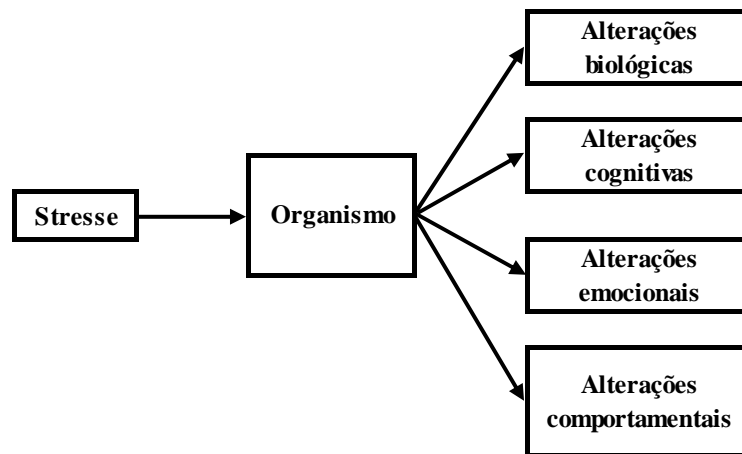 Stresse
Organismo
Alterações
biológicas
Alterações
cognitivas
Alterações
emocionais
Alterações
comportamentais